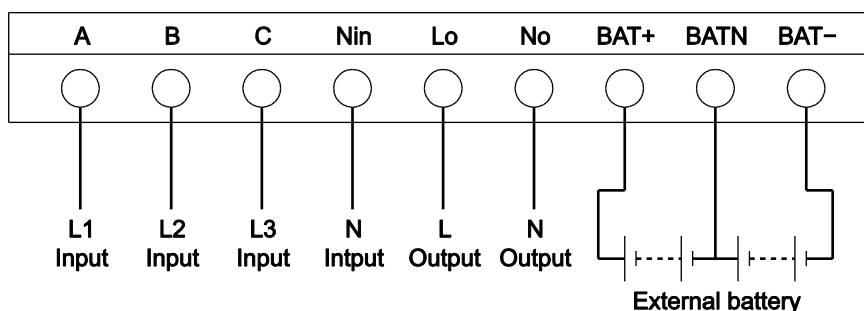 A B C Nin Lo No BAT+ BATN BAT−
L1 L2 L3 N L N
Input Input Input Intput Output Output
External battery